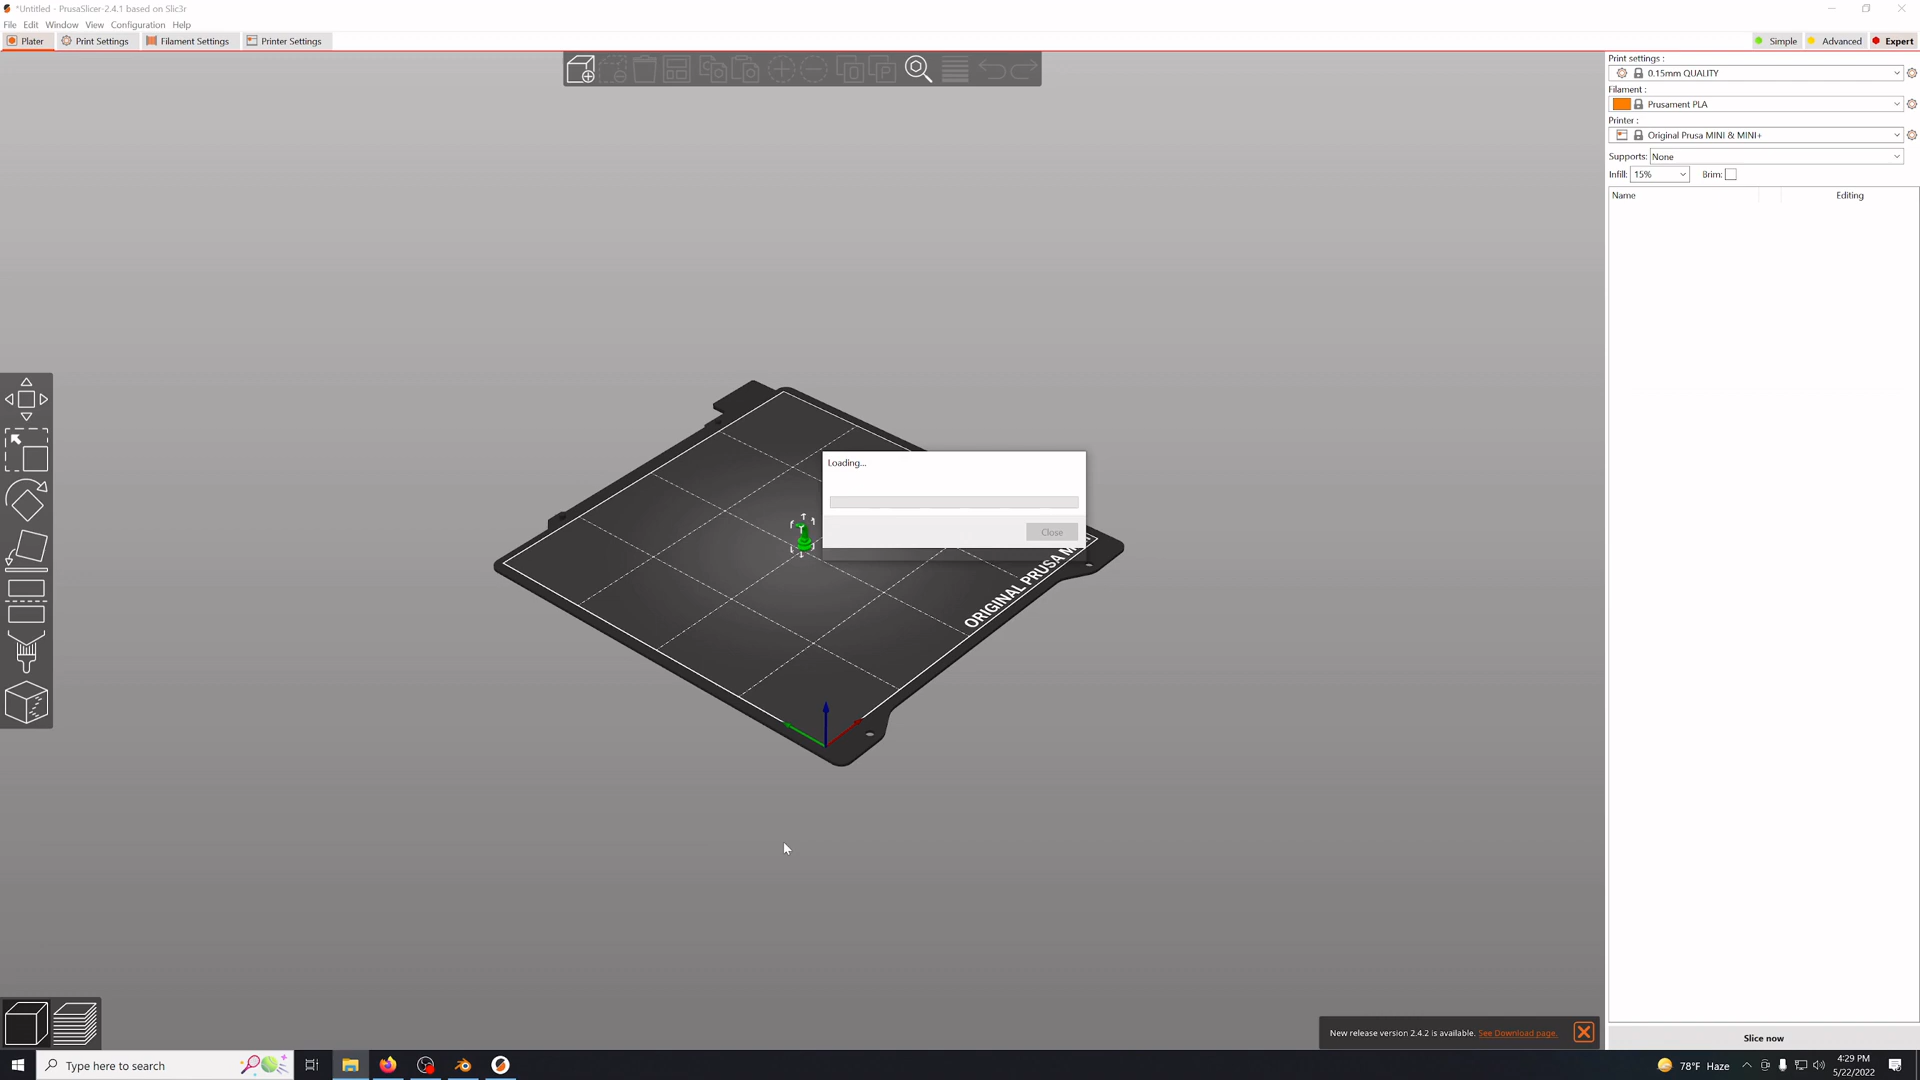 *Untitled - PrusaSlicer-2.4.1 based on Slic3r
File Edit Window View Configuration Help
Plater Print Settings Filament Settings Printer Settings
Simple Advanced Expert
Print settings :
0.15mm QUALITY
Filament :
Prusament PLA
Printer :
Original Prusa MINI & MINI+
Supports: None
Infill: 15% Brim:
Name Editing
Loading...
Close
ORIGINAL PRUSA
New release version 2.4.2 is available. See Download page.
Slice now
Type here to search
78°F Haze
4:29 PM
5/22/2022